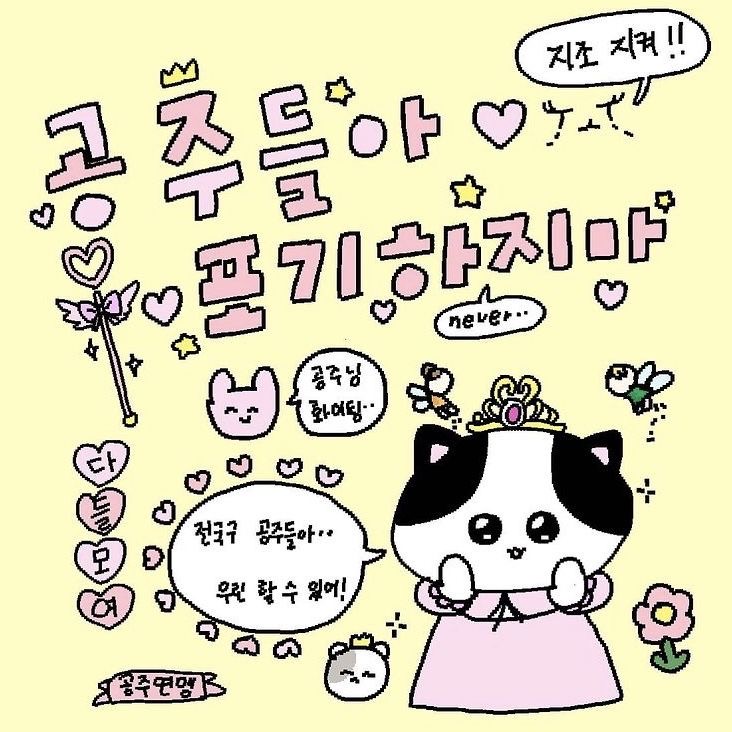 지조 지켜!!
공주들아
포기하지마
never..
공주님
화이팅..
전국구 공주들아..
우린 할 수 있어!
다
들
모
여
공주연맹